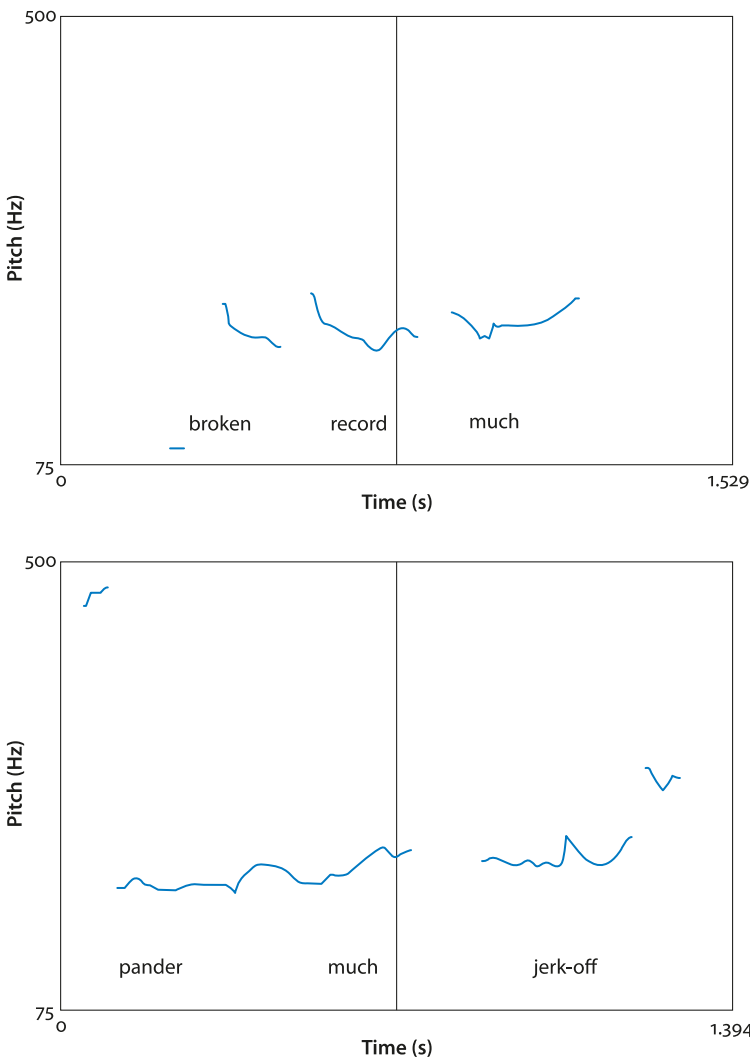 500
Pitch (Hz)
broken record much
75
0 1.529
Time (s)
500
Pitch (Hz)
pander much jerk-off
75
0 1.394
Time (s)